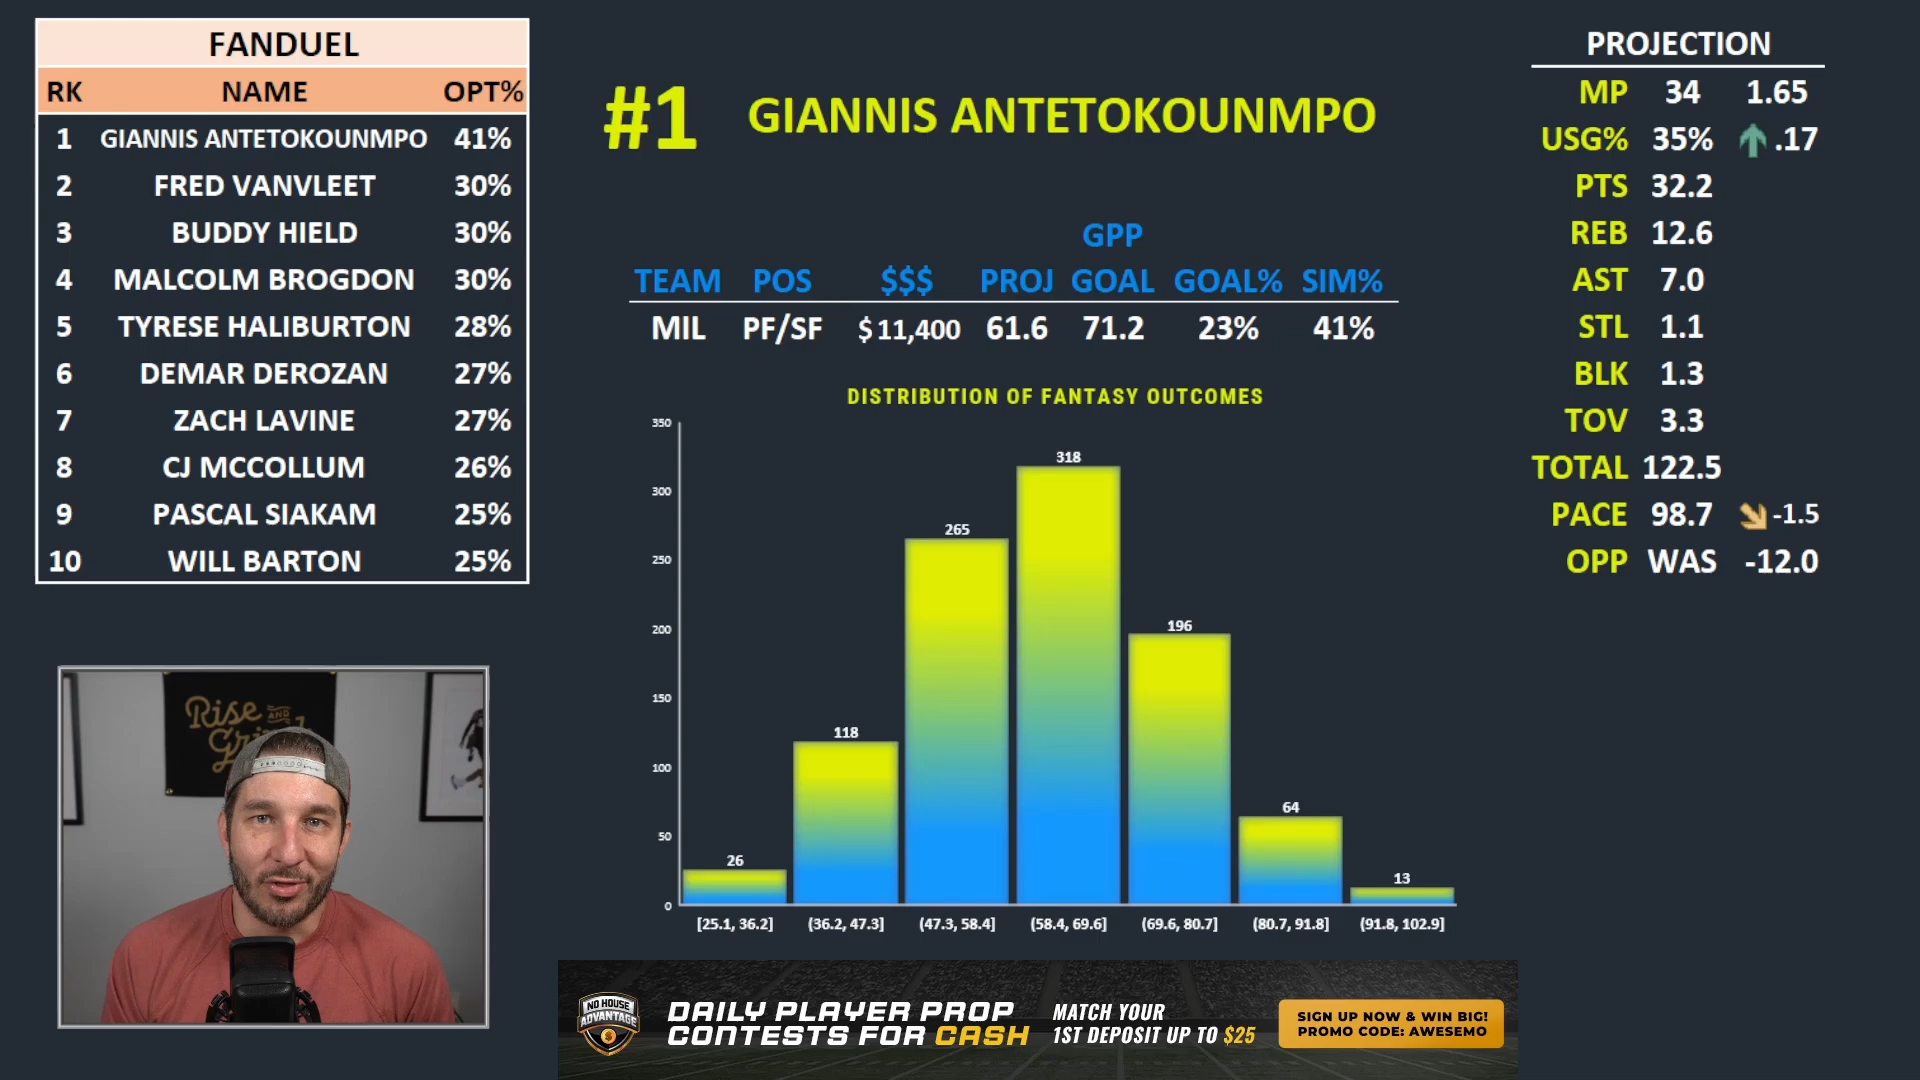 FANDUEL
RK NAME OPT%
1 GIANNIS ANTETOKOUNMPO 41%
2 FRED VANVLEET 30%
3 BUDDY HIELD 30%
4 MALCOLM BROGDON 30%
5 TYRESE HALIBURTON 28%
6 DEMAR DEROZAN 27%
7 ZACH LAVINE 27%
8 CJ MCCOLLUM 26%
9 PASCAL SIAKAM 25%
10 WILL BARTON 25%
Rise AND
#1 GIANNIS ANTETOKOUNMPO
GPP
TEAM POS $$$ PROJ GOAL GOAL% SIM%
MIL PF/SF $ 11,400 61.6 71.2 23% 41%
DISTRIBUTION OF FANTASY OUTCOMES
350
300
250
200
150
100
50
0
26 118 265 318 196 64 13
[25.1, 36.2] (36.2, 47.3] (47.3, 58.4] (58.4, 69.6] (69.6, 80.7] (80.7, 91.8] (91.8, 102.9]
PROJECTION
MP 34 1.65
USG% 35% .17
PTS 32.2
REB 12.6
AST 7.0
STL 1.1
BLK 1.3
TOV 3.3
TOTAL 122.5
PACE 98.7 -1.5
OPP WAS -12.0
NO HOUSE
ADVANTAGE
$
DAILY PLAYER PROP
CONTESTS FOR CASH
MATCH YOUR
1ST DEPOSIT UP TO $25
SIGN UP NOW & WIN BIG!
PROMO CODE: AWESEMO